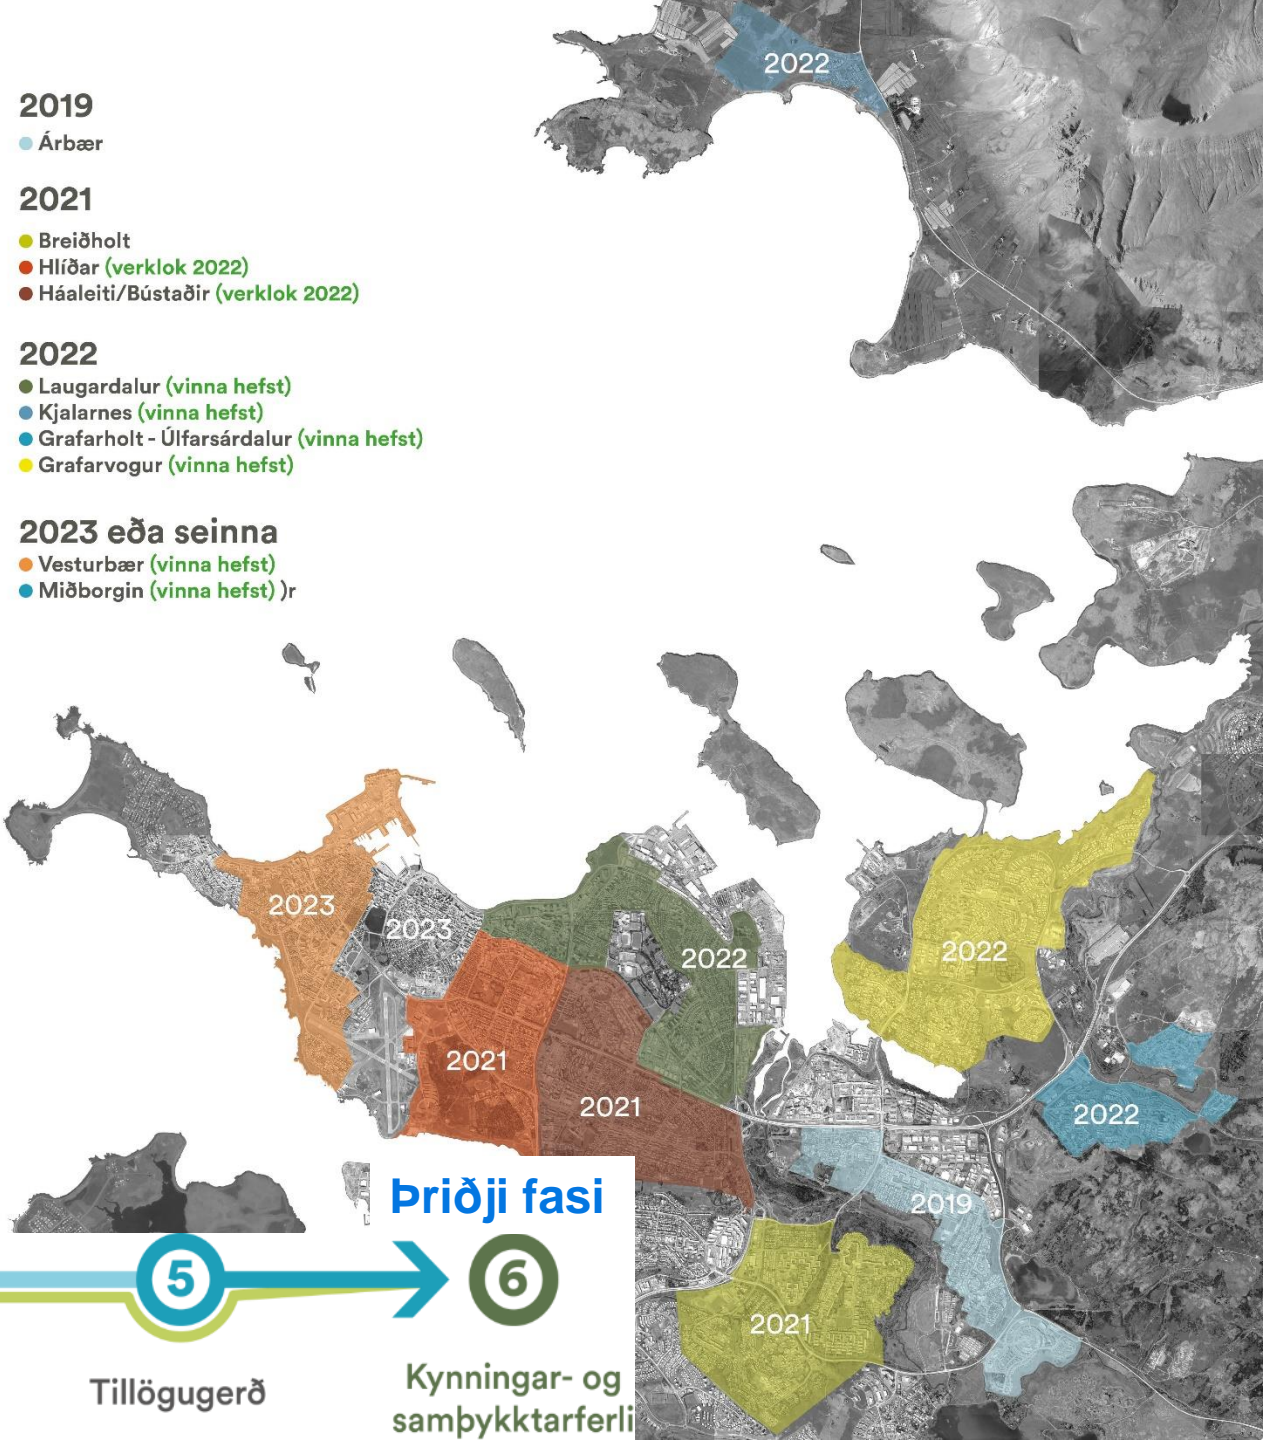 2019
Árbær
2021
Breiðholt
Hlíðar (verklok 2022)
Háaleiti/Bústaðir (verklok 2022)
2022
Laugardalur (vinna hefst)
Kjalarnes (vinna hefst)
Grafarholt - Úlfarsárdalur (vinna hefst)
Grafarvogur (vinna hefst)
2023 eða seinna
Vesturbær (vinna hefst)
Miðborgin (vinna hefst) )r
2022
2023
2023
2022
2022
2021
2021
2022
2019
2021
Þriðji fasi
5
6
Tillögugerð
Kynningar- og
samþykktarferli